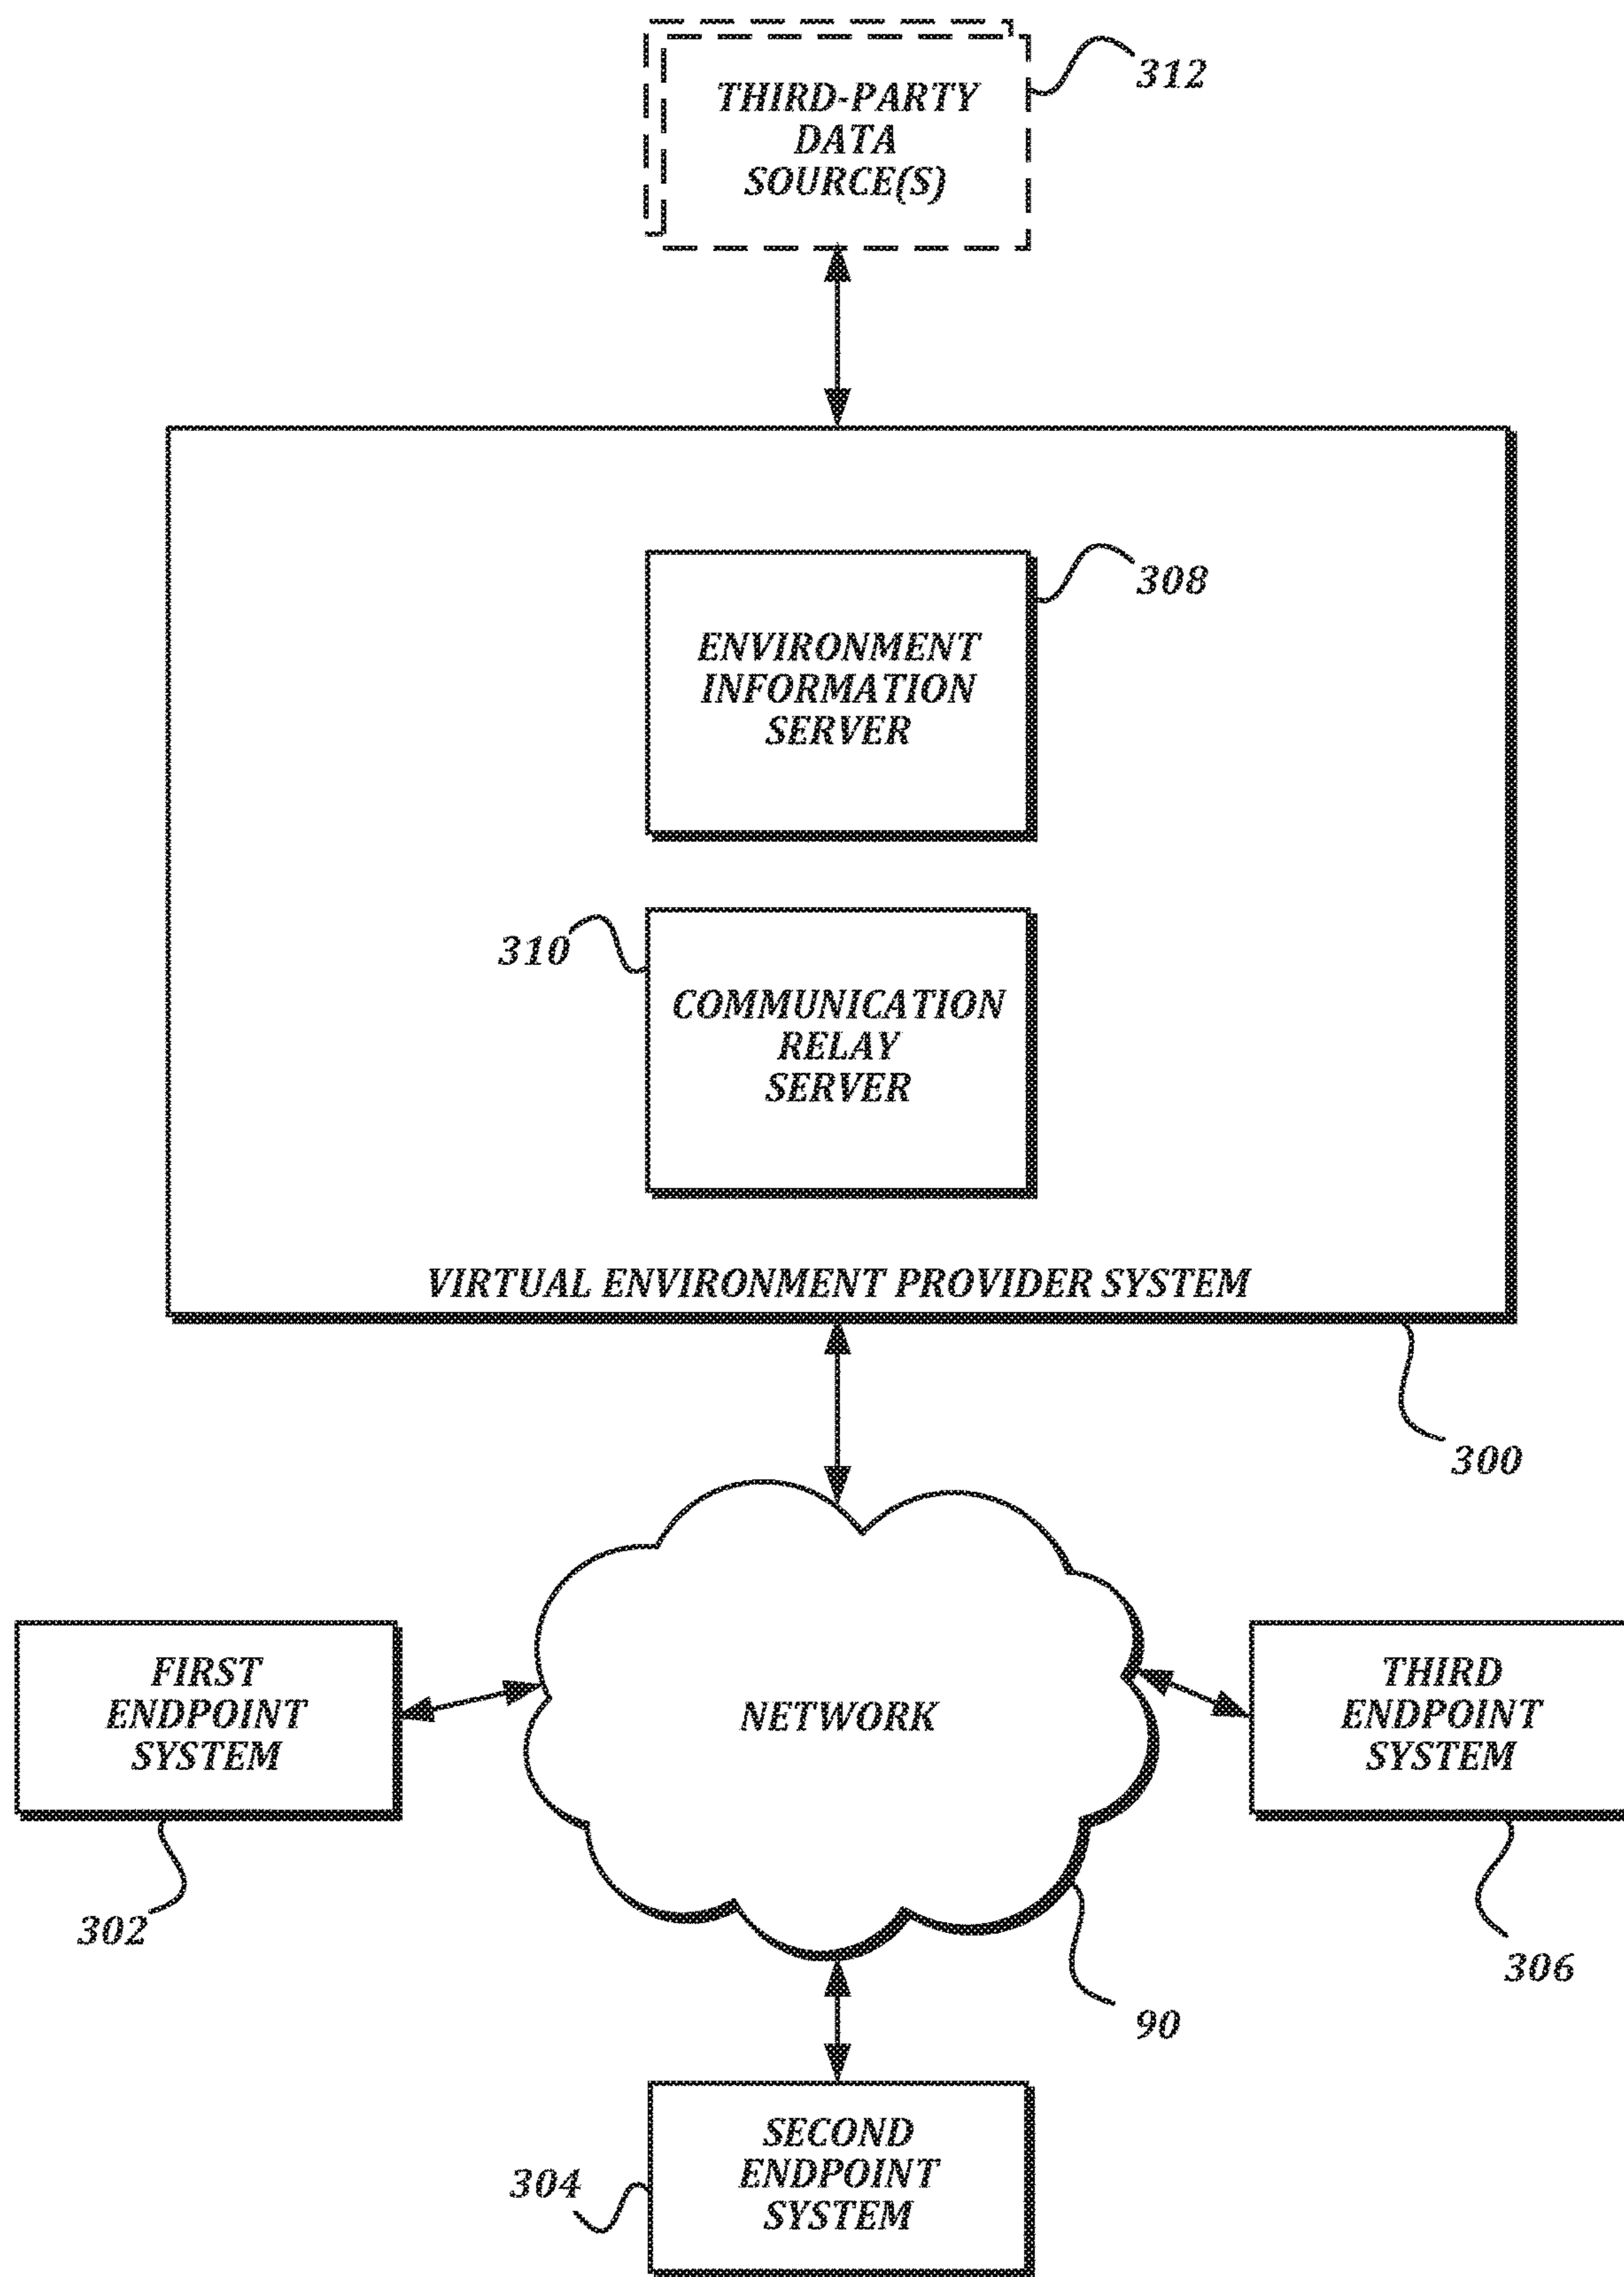 THIRD-PARTY
DATA
SOURCE(S)
312
ENVIRONMENT
INFORMATION
SERVER
308
310
COMMUNICATION
RELAY
SERVER
VIRTUAL ENVIRONMENT PROVIDER SYSTEM
300
FIRST
ENDPOINT
SYSTEM
302
NETWORK
90
THIRD
ENDPOINT
SYSTEM
306
304
SECOND
ENDPOINT
SYSTEM